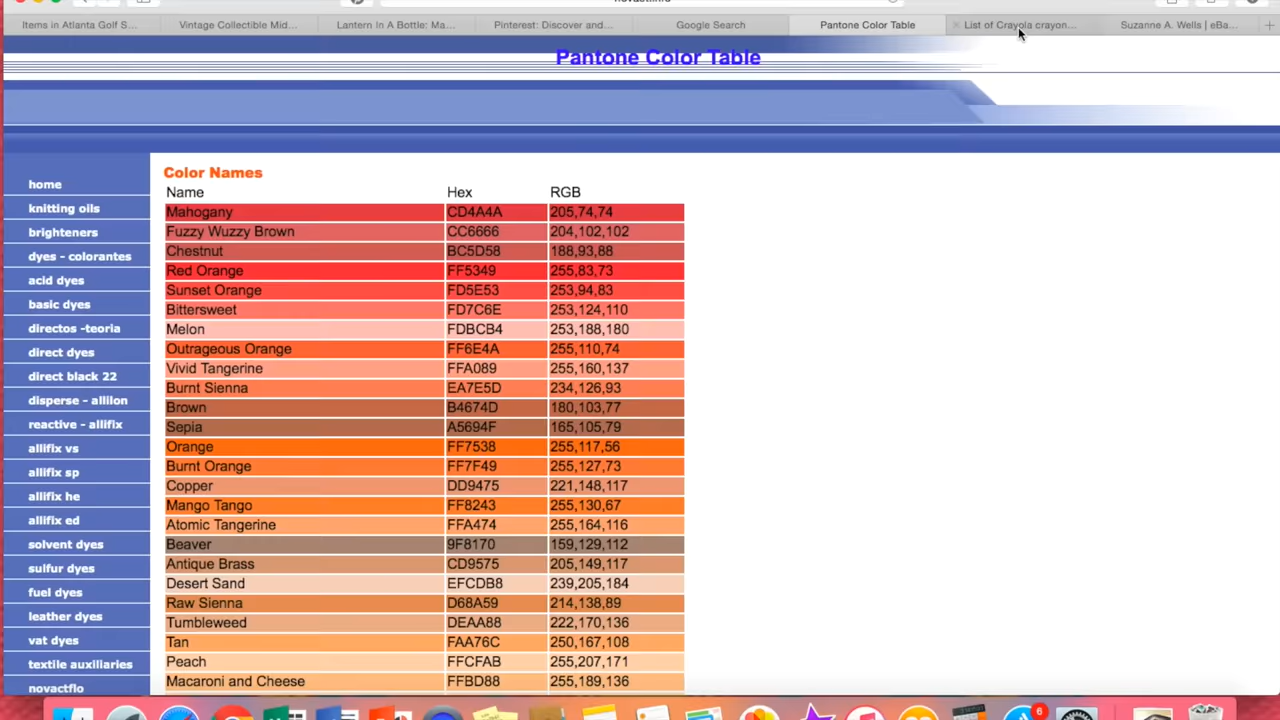 Items in Atlanta Golf S...
Vintage Collectible Mid...
Lantern In A Bottle: Ma...
Pinterest: Discover and...
Google Search
Pantone Color Table
List of Crayola crayon...
Suzanne A. Wells | eBa...
Pantone Color Table
home
knitting oils
brighteners
dyes - colorantes
acid dyes
basic dyes
directos -teoria
direct dyes
direct black 22
disperse - allilon
reactive - allifix
allifix vs
allifix sp
allifix he
allifix ed
solvent dyes
sulfur dyes
fuel dyes
leather dyes
vat dyes
textile auxiliaries
novactflo
Color Names
Name Hex RGB
Mahogany CD4A4A 205,74,74
Fuzzy Wuzzy Brown CC6666 204,102,102
Chestnut BC5D58 188,93,88
Red Orange FF5349 255,83,73
Sunset Orange FD5E53 253,94,83
Bittersweet FD7C6E 253,124,110
Melon FDBCB4 253,188,180
Outrageous Orange FF6E4A 255,110,74
Vivid Tangerine FFA089 255,160,137
Burnt Sienna EA7E5D 234,126,93
Brown B4674D 180,103,77
Sepia A5694F 165,105,79
Orange FF7538 255,117,56
Burnt Orange FF7F49 255,127,73
Copper DD9475 221,148,117
Mango Tango FF8243 255,130,67
Atomic Tangerine FFA474 255,164,116
Beaver 9F8170 159,129,112
Antique Brass CD9575 205,149,117
Desert Sand EFCDB8 239,205,184
Raw Sienna D68A59 214,138,89
Tumbleweed DEAA88 222,170,136
Tan FAA76C 250,167,108
Peach FFCFAB 255,207,171
Macaroni and Cheese FFBD88 255,189,136
6